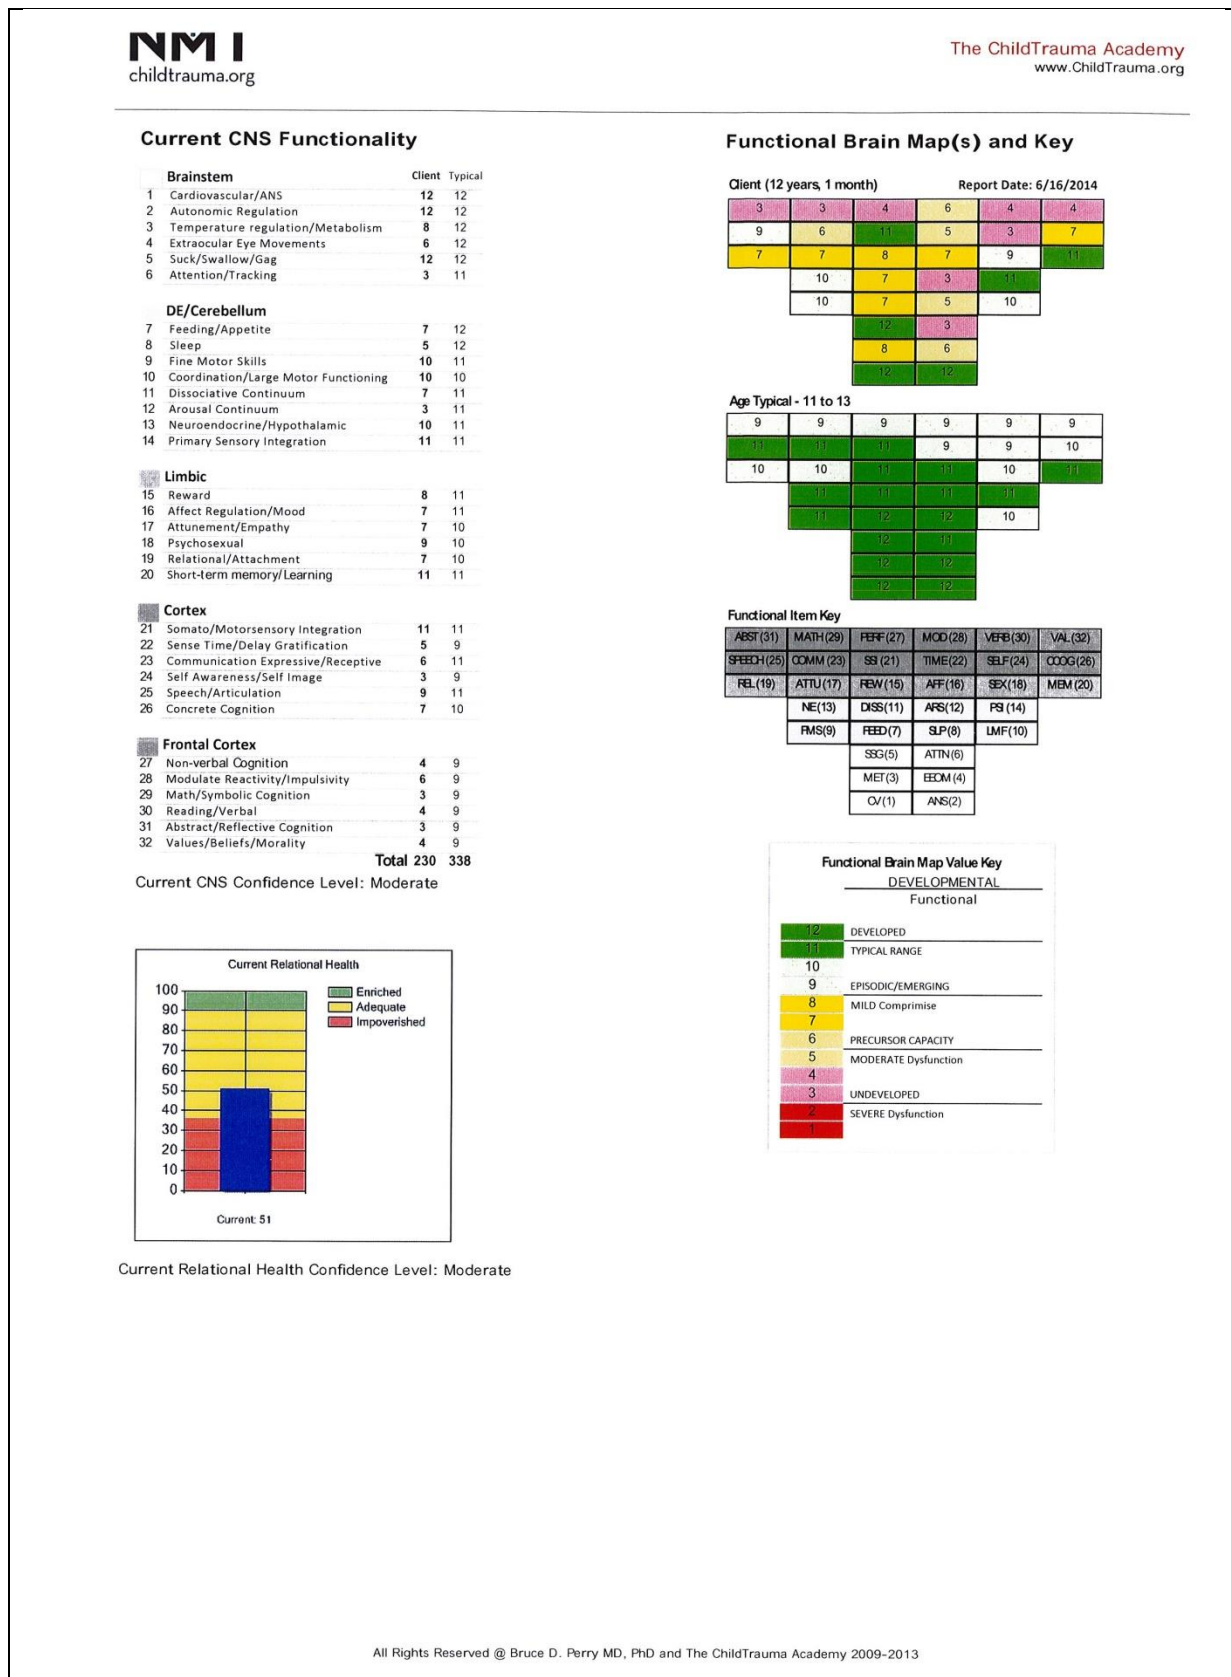 NMI
childtrauma.org
The ChildTrauma Academy
www.ChildTrauma.org
Current CNS Functionality
Brainstem Client Typical
1 Cardiovascular/ANS 12 12
2 Autonomic Regulation 12 12
3 Temperature regulation/Metabolism 8 12
4 Extraocular Eye Movements 6 12
5 Suck/Swallow/Gag 12 12
6 Attention/Tracking 3 11
DE/Cerebellum
7 Feeding/Appetite 7 12
8 Sleep 5 12
9 Fine Motor Skills 10 11
10 Coordination/Large Motor Functioning 10 10
11 Dissociative Continuum 7 11
12 Arousal Continuum 3 11
13 Neuroendocrine/Hypothalamic 10 11
14 Primary Sensory Integration 11 11
Limbic
15 Reward 8 11
16 Affect Regulation/Mood 7 11
17 Attunement/Empathy 7 10
18 Psychosexual 9 10
19 Relational/Attachment 7 10
20 Short-term memory/Learning 11 11
Cortex
21 Somato/Motorsensory Integration 11 11
22 Sense Time/Delay Gratification 5 9
23 Communication Expressive/Receptive 6 11
24 Self Awareness/Self Image 3 9
25 Speech/Articulation 9 11
26 Concrete Cognition 7 10
Frontal Cortex
27 Non-verbal Cognition 4 9
28 Modulate Reactivity/Impulsivity 6 9
29 Math/Symbolic Cognition 3 9
30 Reading/Verbal 4 9
31 Abstract/Reflective Cognition 3 9
32 Values/Beliefs/Morality 4 9
Total 230 338
Current CNS Confidence Level: Moderate
Current Relational Health
100
90
80
70
60
50
40
30
20
10
0
Enriched
Adequate
Impoverished
Current: 51
Current Relational Health Confidence Level: Moderate
Functional Brain Map(s) and Key
Client (12 years, 1 month) Report Date: 6/16/2014
3 3 4 6 4 4
9 6 11 5 3 7
7 7 8 7 9 11
10 7 3 11
10 7 5 10
12 3
8 6
12 12
Age Typical - 11 to 13
9 9 9 9 9 9
11 11 11 9 9 10
10 10 11 11 10 11
11 11 11 11
11 12 12 10
12 11
12 12
12 12
Functional Item Key
ABST(31) MATH(29) PERF(27) MOD(28) VERB(30) VAL(32)
SPEECH(25) COMM(23) SSI(21) TIME(22) SELF(24) COOG(26)
REL(19) ATTU(17) REW(15) AFF(16) SEX(18) MEM(20)
NE(13) DISS(11) ARS(12) PSI(14)
FMS(9) FEED(7) SLP(8) LMF(10)
SSG(5) ATTN(6)
MET(3) EEOM(4)
CV(1) ANS(2)
Functional Brain Map Value Key
DEVELOPMENTAL
Functional
12 DEVELOPED
11 TYPICAL RANGE
10
9 EPISODIC/EMERGING
8 MILD Comprimise
7
6 PRECURSOR CAPACITY
5 MODERATE Dysfunction
4
3 UNDEVELOPED
2 SEVERE Dysfunction
1
All Rights Reserved @ Bruce D. Perry MD, PhD and The ChildTrauma Academy 2009-2013